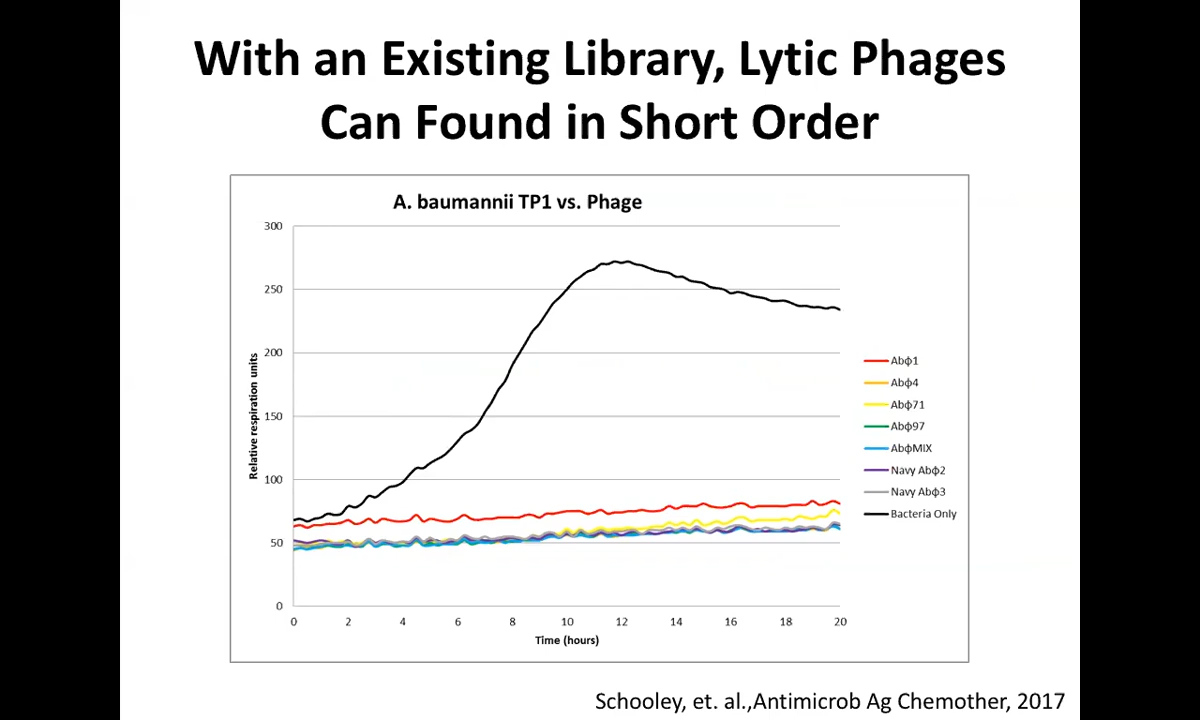 With an Existing Library, Lytic Phages
Can Found in Short Order
A. baumannii TP1 vs. Phage
300
250
200
150
100
50
0
Relative respiration units
0 2 4 6 8 10 12 14 16 18 20
Time (hours)
Abϕ1
Abϕ4
Abϕ71
Abϕ97
AbϕMIX
Navy Abϕ2
Navy Abϕ3
Bacteria Only
Schooley, et. al.,Antimicrob Ag Chemother, 2017